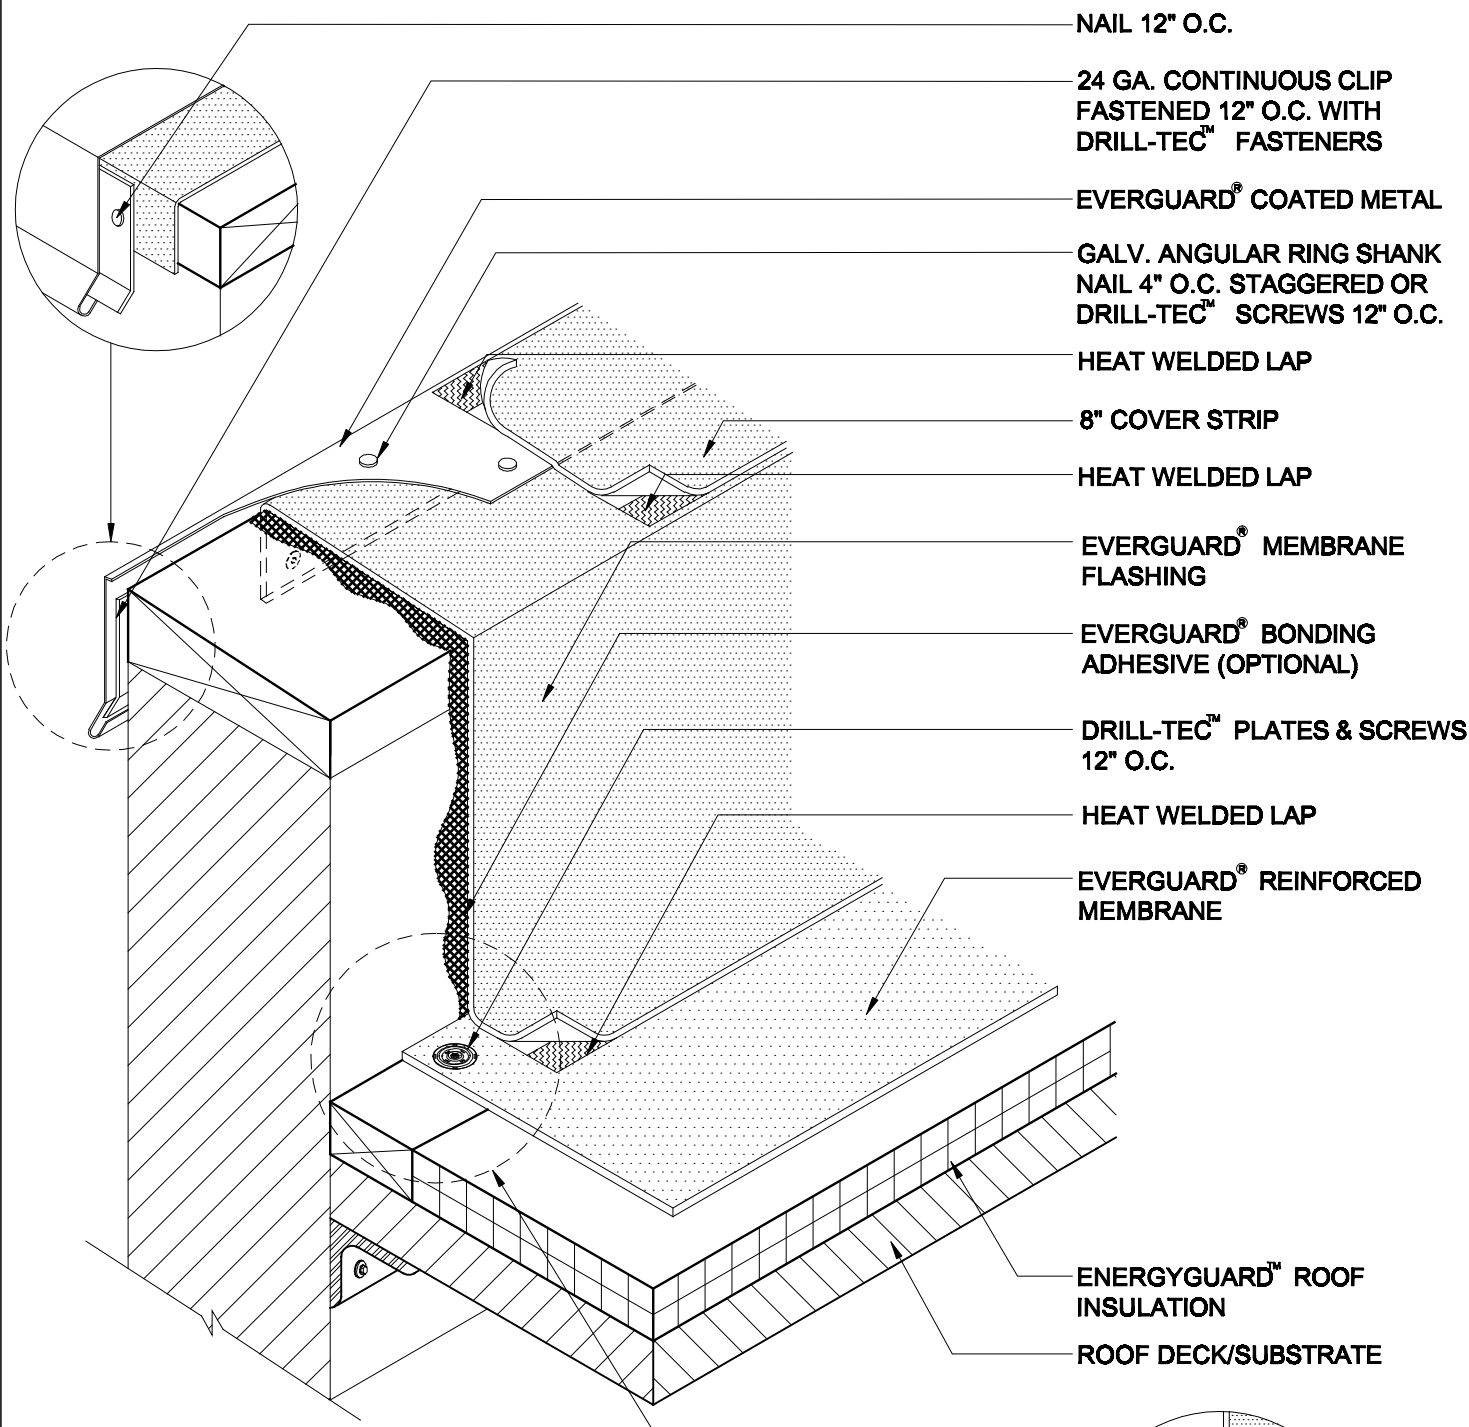 NAIL 12" O.C.
24 GA. CONTINUOUS CLIP
FASTENED 12" O.C. WITH
DRILL-TEC™ FASTENERS
EVERGUARD® COATED METAL
GALV. ANGULAR RING SHANK
NAIL 4" O.C. STAGGERED OR
DRILL-TEC™ SCREWS 12" O.C.
HEAT WELDED LAP
8" COVER STRIP
HEAT WELDED LAP
EVERGUARD® MEMBRANE
FLASHING
EVERGUARD® BONDING
ADHESIVE (OPTIONAL)
DRILL-TEC™ PLATES & SCREWS
12" O.C.
HEAT WELDED LAP
EVERGUARD® REINFORCED
MEMBRANE
ENERGYGUARD™ ROOF
INSULATION
ROOF DECK/SUBSTRATE